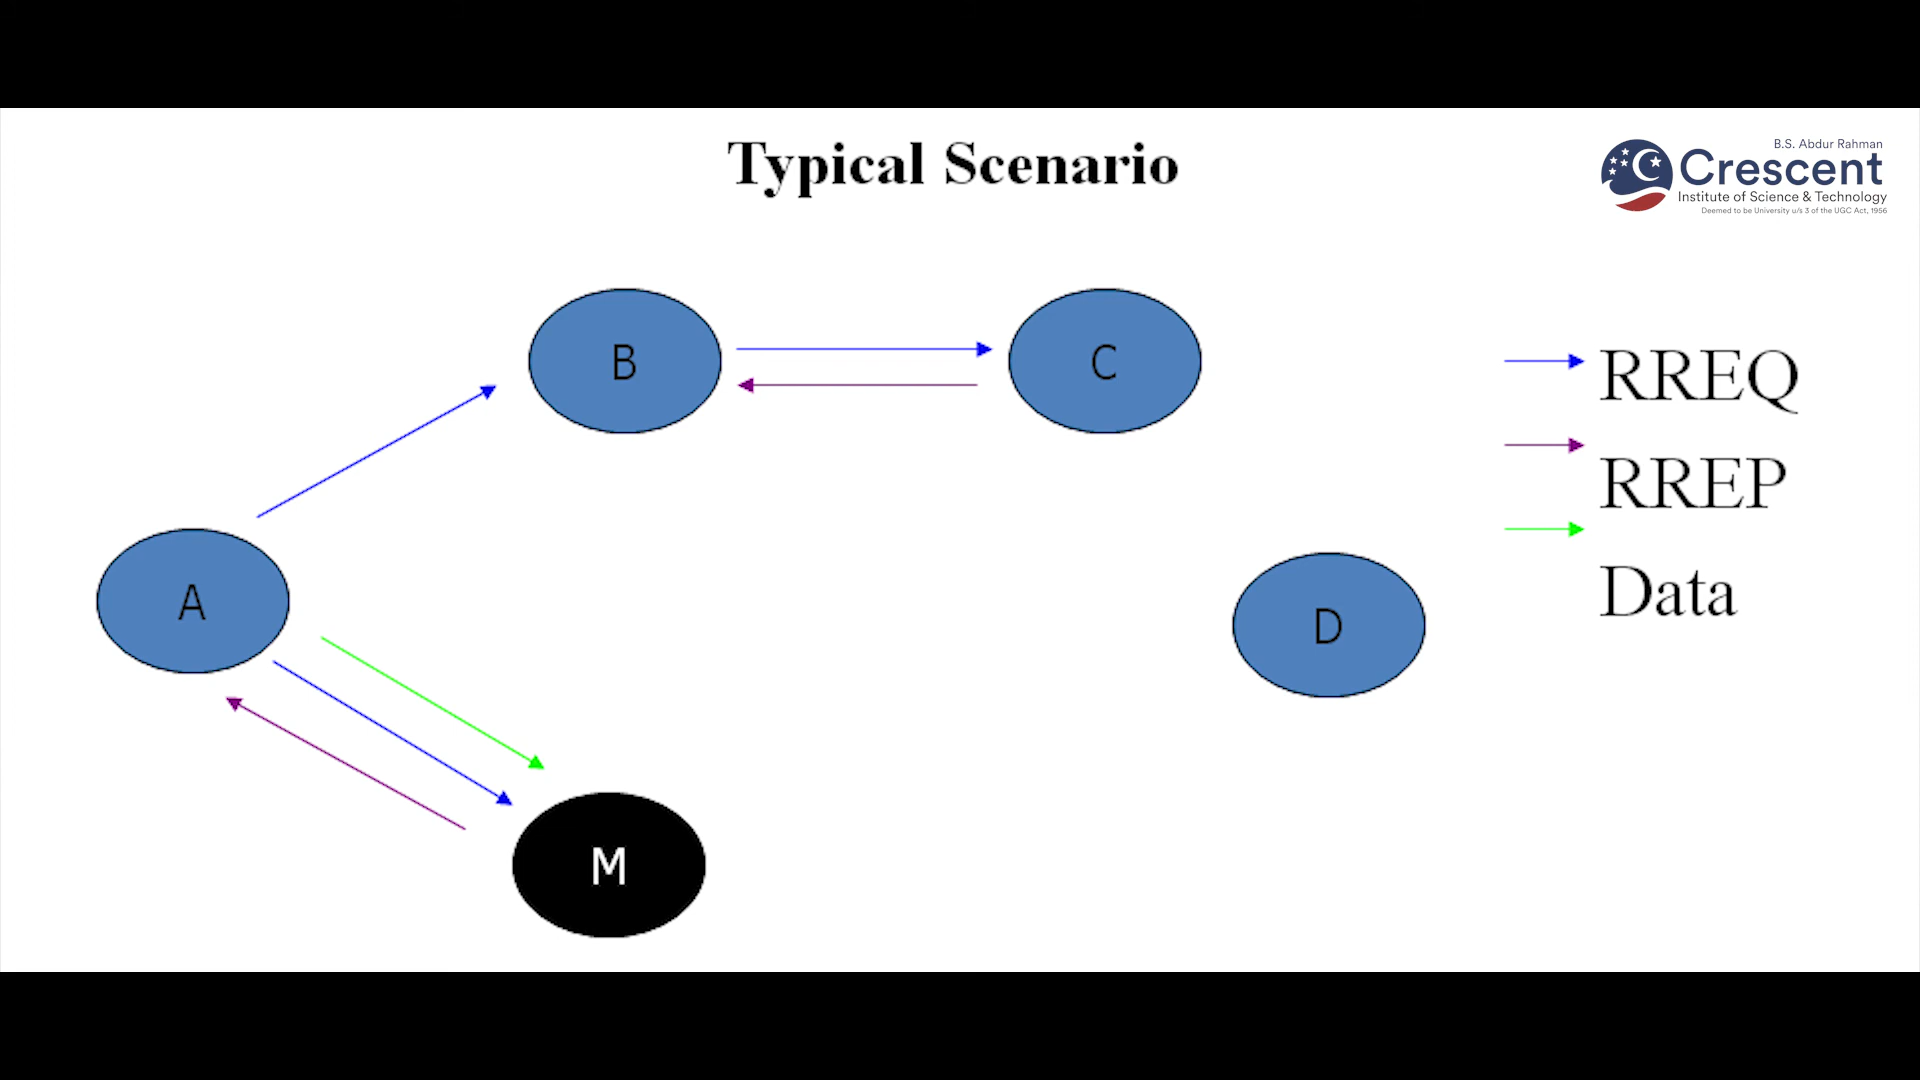 Typical Scenario
B.S. Abdur Rahman
Crescent
Institute of Science & Technology
Deemed to be University u/s 3 of the UGC Act, 1956
B
C
RREQ
RREP
A
Data
D
M